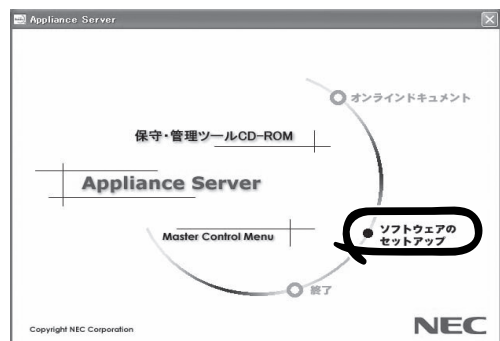 Appliance Server
オンラインドキュメント
保守・管理ツールCD-ROM
Appliance Server
ソフトウェアの
セットアップ
Master Control Menu
終了
Copyright NEC Corporation
NEC